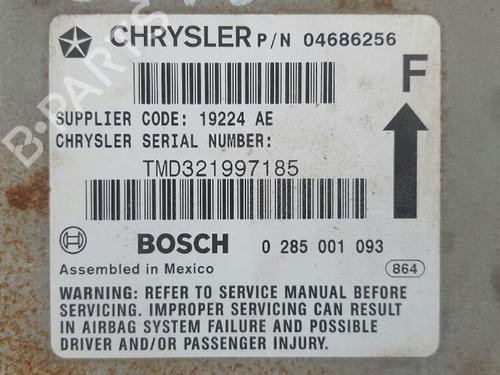 CHRYSLER P/N 04686256
F
SUPPLIER CODE: 19224 AE
CHRYSLER SERIAL NUMBER:
TMD321997185
BOSCH 0 285 001 093
Assembled in Mexico 864
WARNING: REFER TO SERVICE MANUAL BEFORE
SERVICING. IMPROPER SERVICING CAN RESULT
IN AIRBAG SYSTEM FAILURE AND POSSIBLE
DRIVER AND/OR PASSENGER INJURY.
B-PARTS